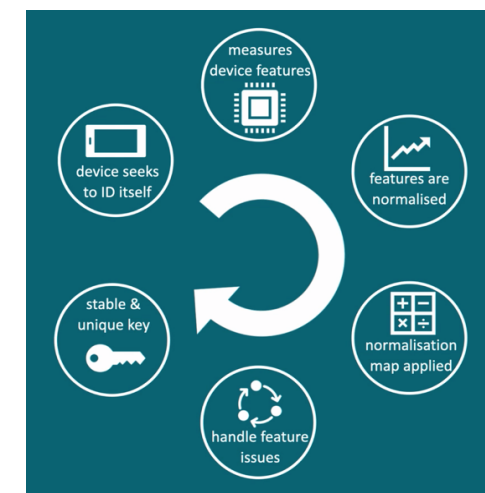 measures
device features
features are
normalised
normalisation
map applied
handle feature
issues
stable &
unique key
device seeks
to ID itself